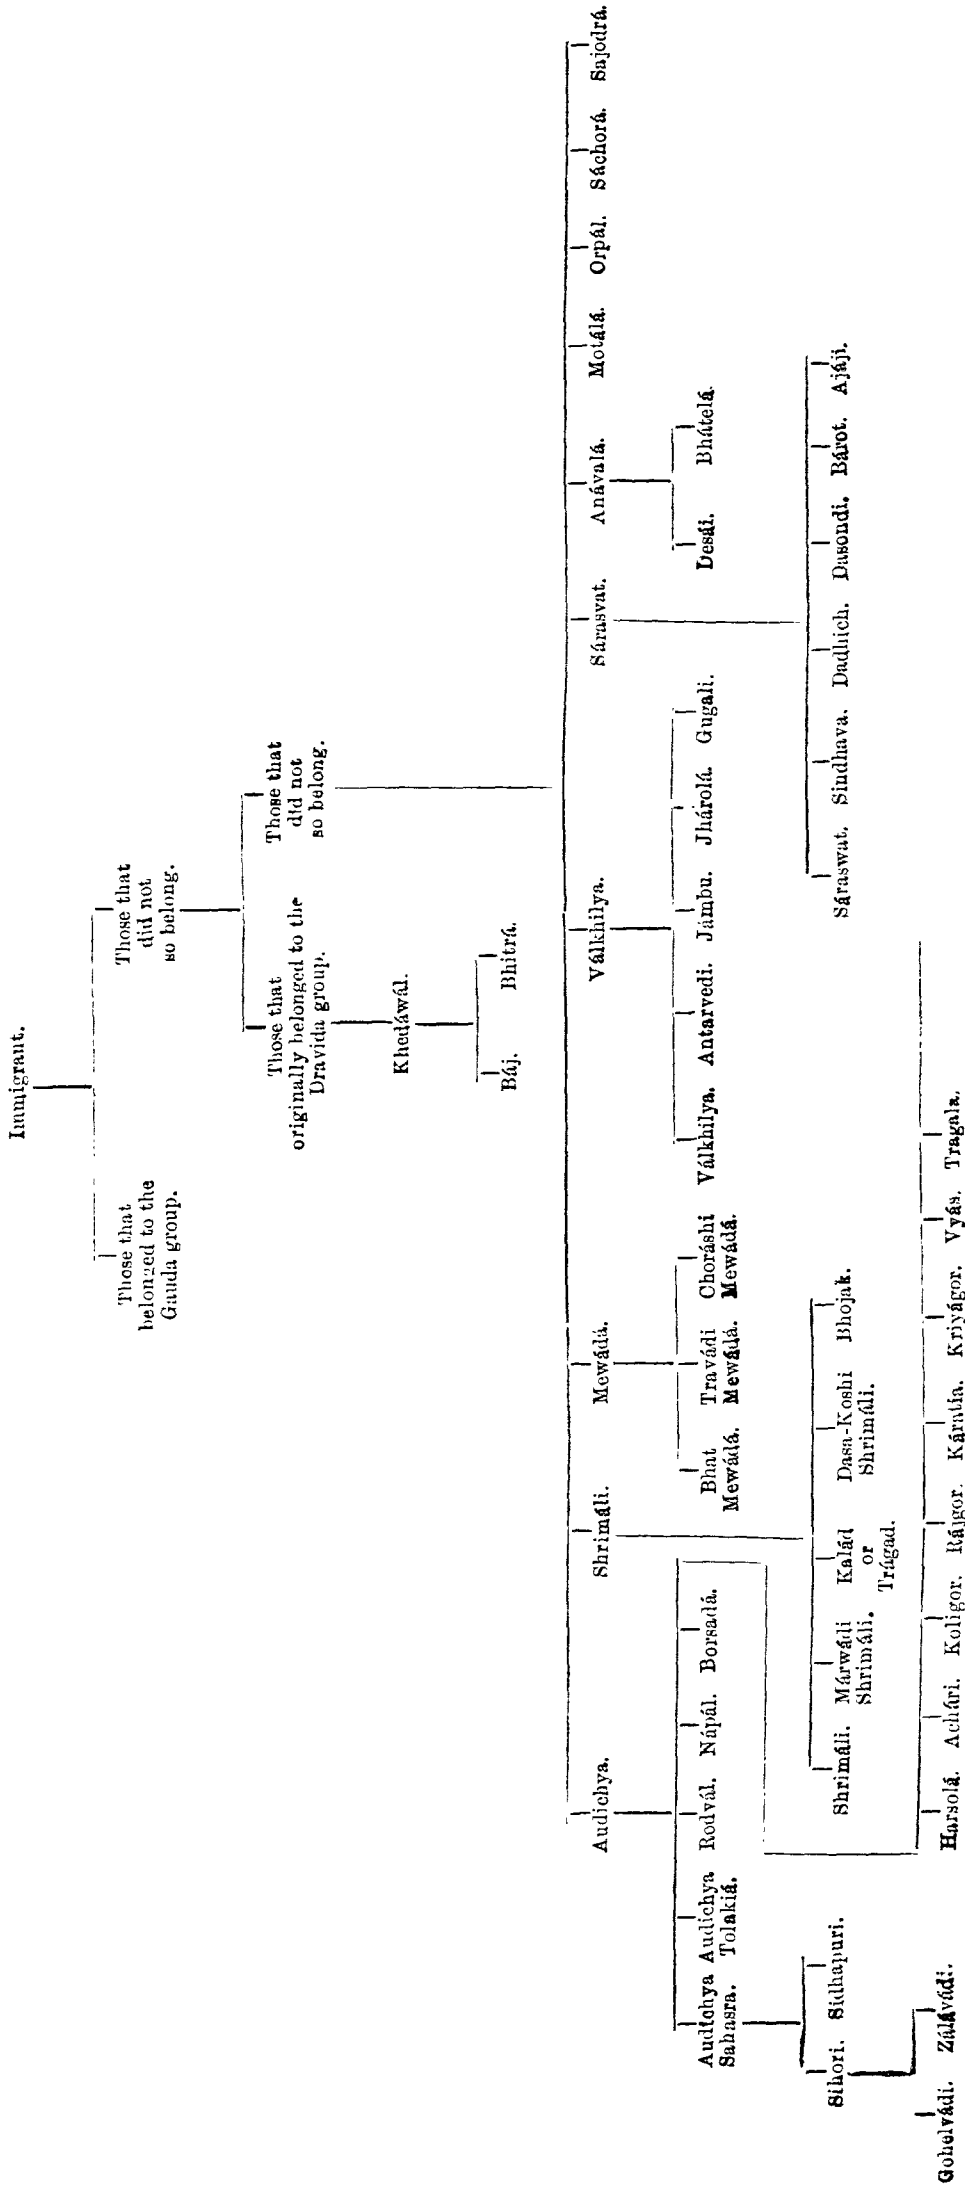 Immigrant.
Those that
belonged to the
Gauda group.
Those that
did not
so belong.
Those that
originally belonged to the
Dravida group.
Those that
did not
so belong.
Khedáwál.
Báj. Bhitrá.
Audichya. Shrimáli. Mewádá. Válkhilya. Sárasvat. Anávalá. Motálá. Orpál. Sáchorá. Sajodrá.
Audichya
Sahasra.
Audichya
Tolakiá.
Rodvál. Nápál. Borsadá.
Bhat
Mewádá.
Travádi
Mewádá.
Choráshi
Mewádá.
Válkhilya. Antarvedi. Jámbu. Jhárolá. Gugali.
Desái. Bhátelá.
Sihori. Sidhapuri.
Shrimáli.
Márwádi
Shrimáli.
Kalád
or
Trágad.
Dasa-Koshi
Shrimáli.
Bhojak.
Sáraswat. Sindhava. Dadhich. Dasondi. Bárot. Ajáji.
Gohelvádi. Zálávádi.
Harsolá. Achári. Koligor. Rájgor. Káratia. Kriyágor. Vyás. Tragala.